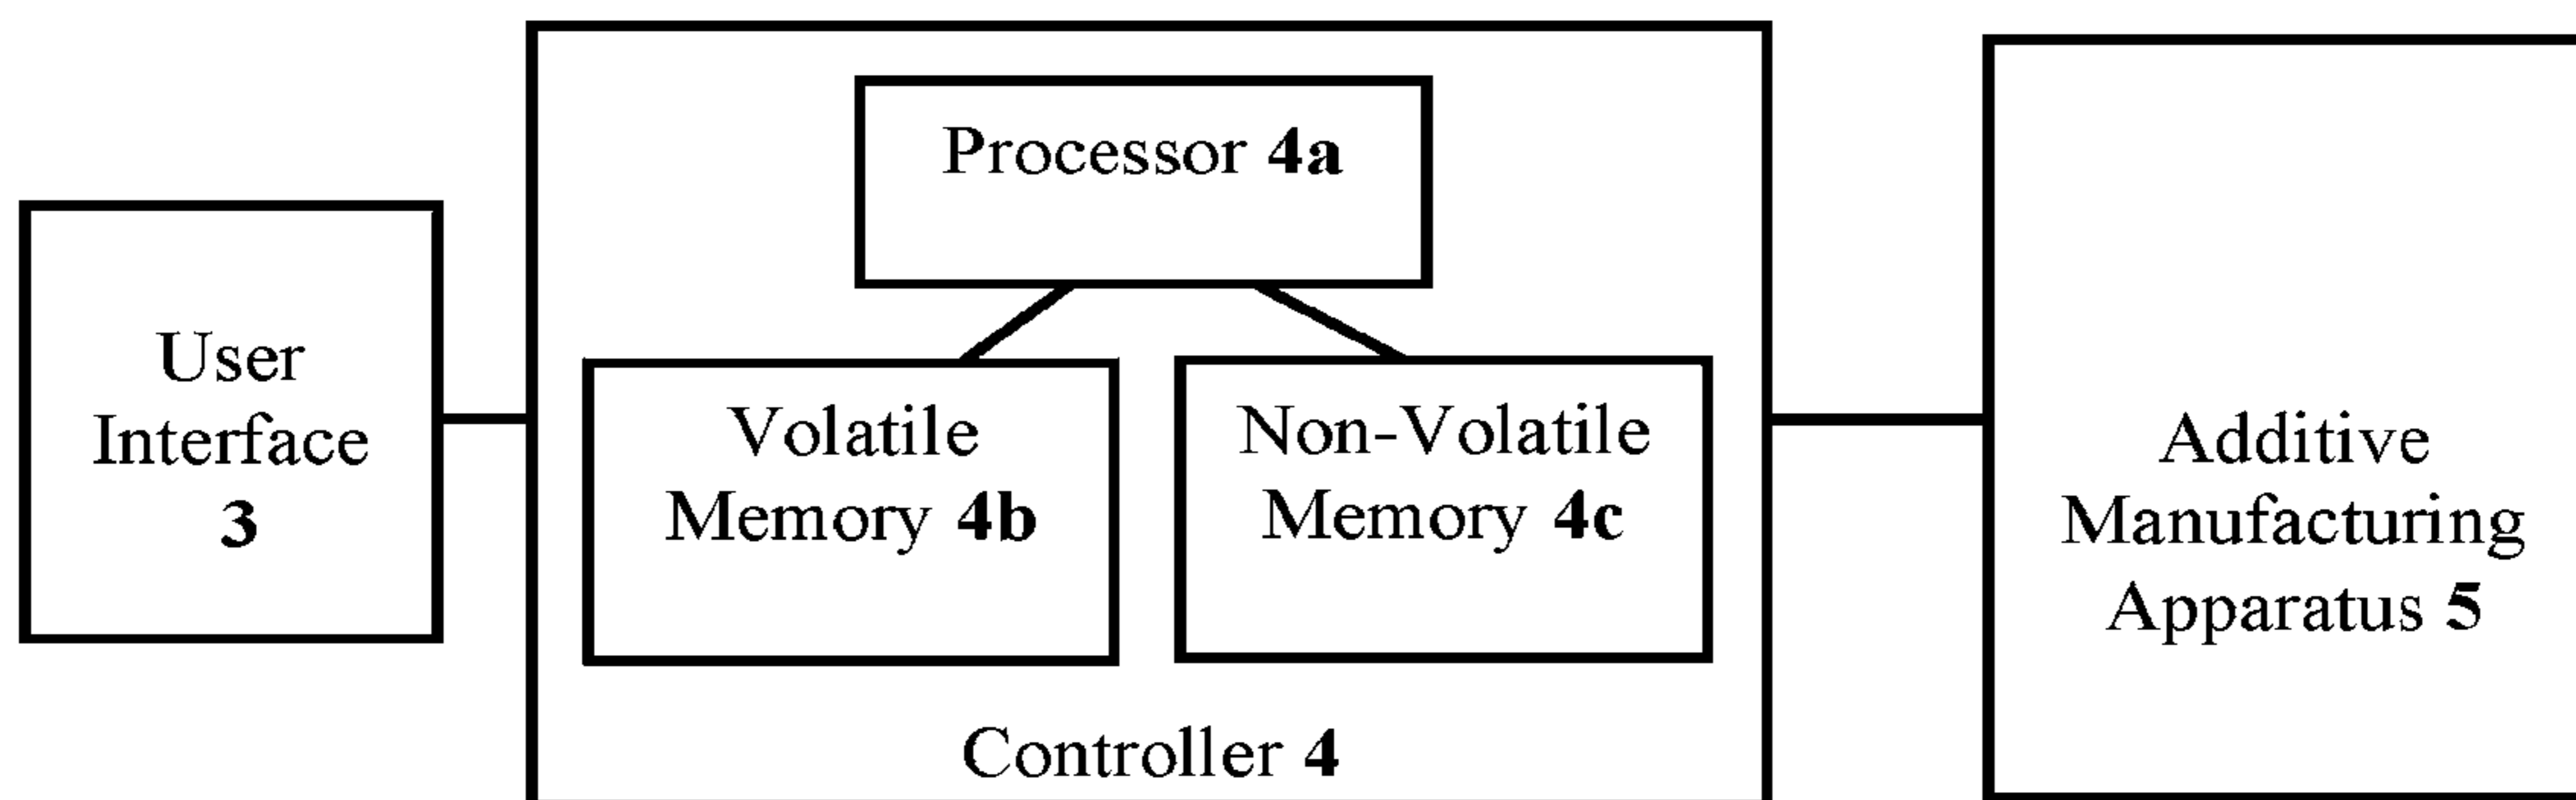 User
Interface
3
Processor 4a
Volatile
Memory 4b
Non-Volatile
Memory 4c
Controller 4
Additive
Manufacturing
Apparatus 5